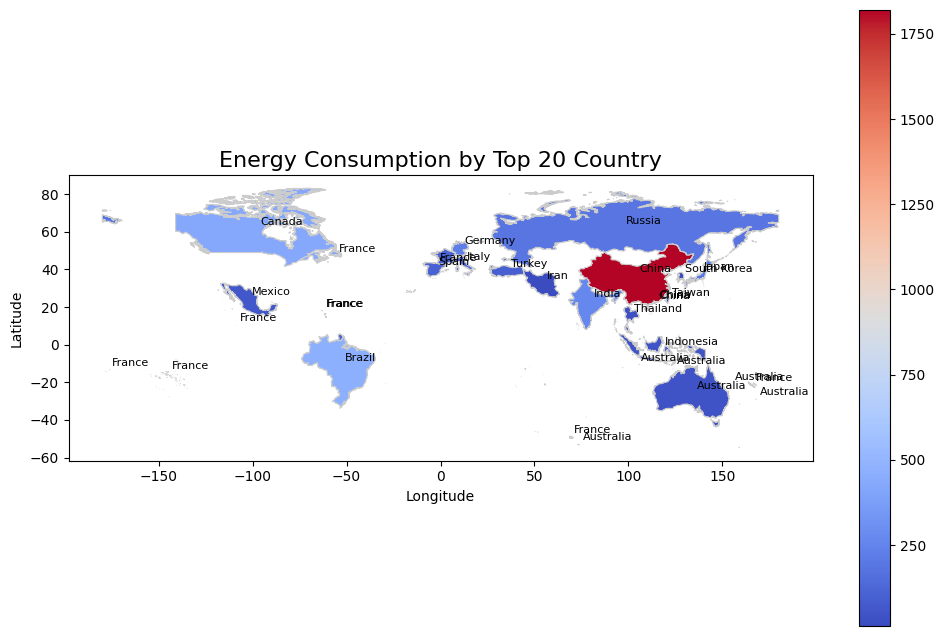 Energy Consumption by Top 20 Country
1750
1500
1250
1000
750
500
250
80
60
40
20
0
−20
−40
−60
Latitude
Canada
Russia
Germany
France
France
Italy
Spain
Turkey
Iran
China
South Korea
Japan
Mexico
India
Taiwan
China
France
France
Thailand
Indonesia
Brazil
Australia
Australia
France
France
Australia
France
Australia
Australia
France
Australia
−150
−100
−50
0
50
100
150
Longitude